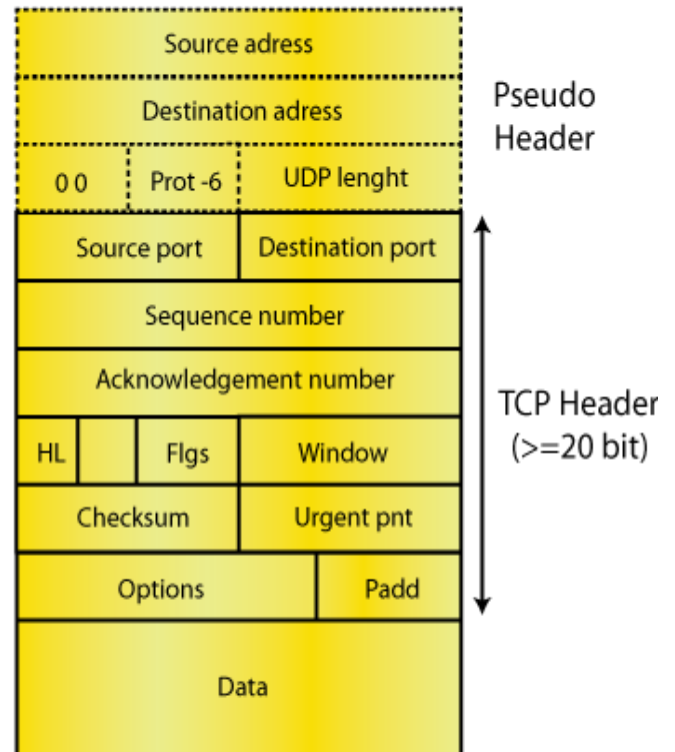 Source adress
Destination adress
Pseudo
Header
0 0 Prot -6 UDP lenght
Source port Destination port
Sequence number
Acknowledgement number
TCP Header
(>=20 bit)
HL Flgs Window
Checksum Urgent pnt
Options Padd
Data